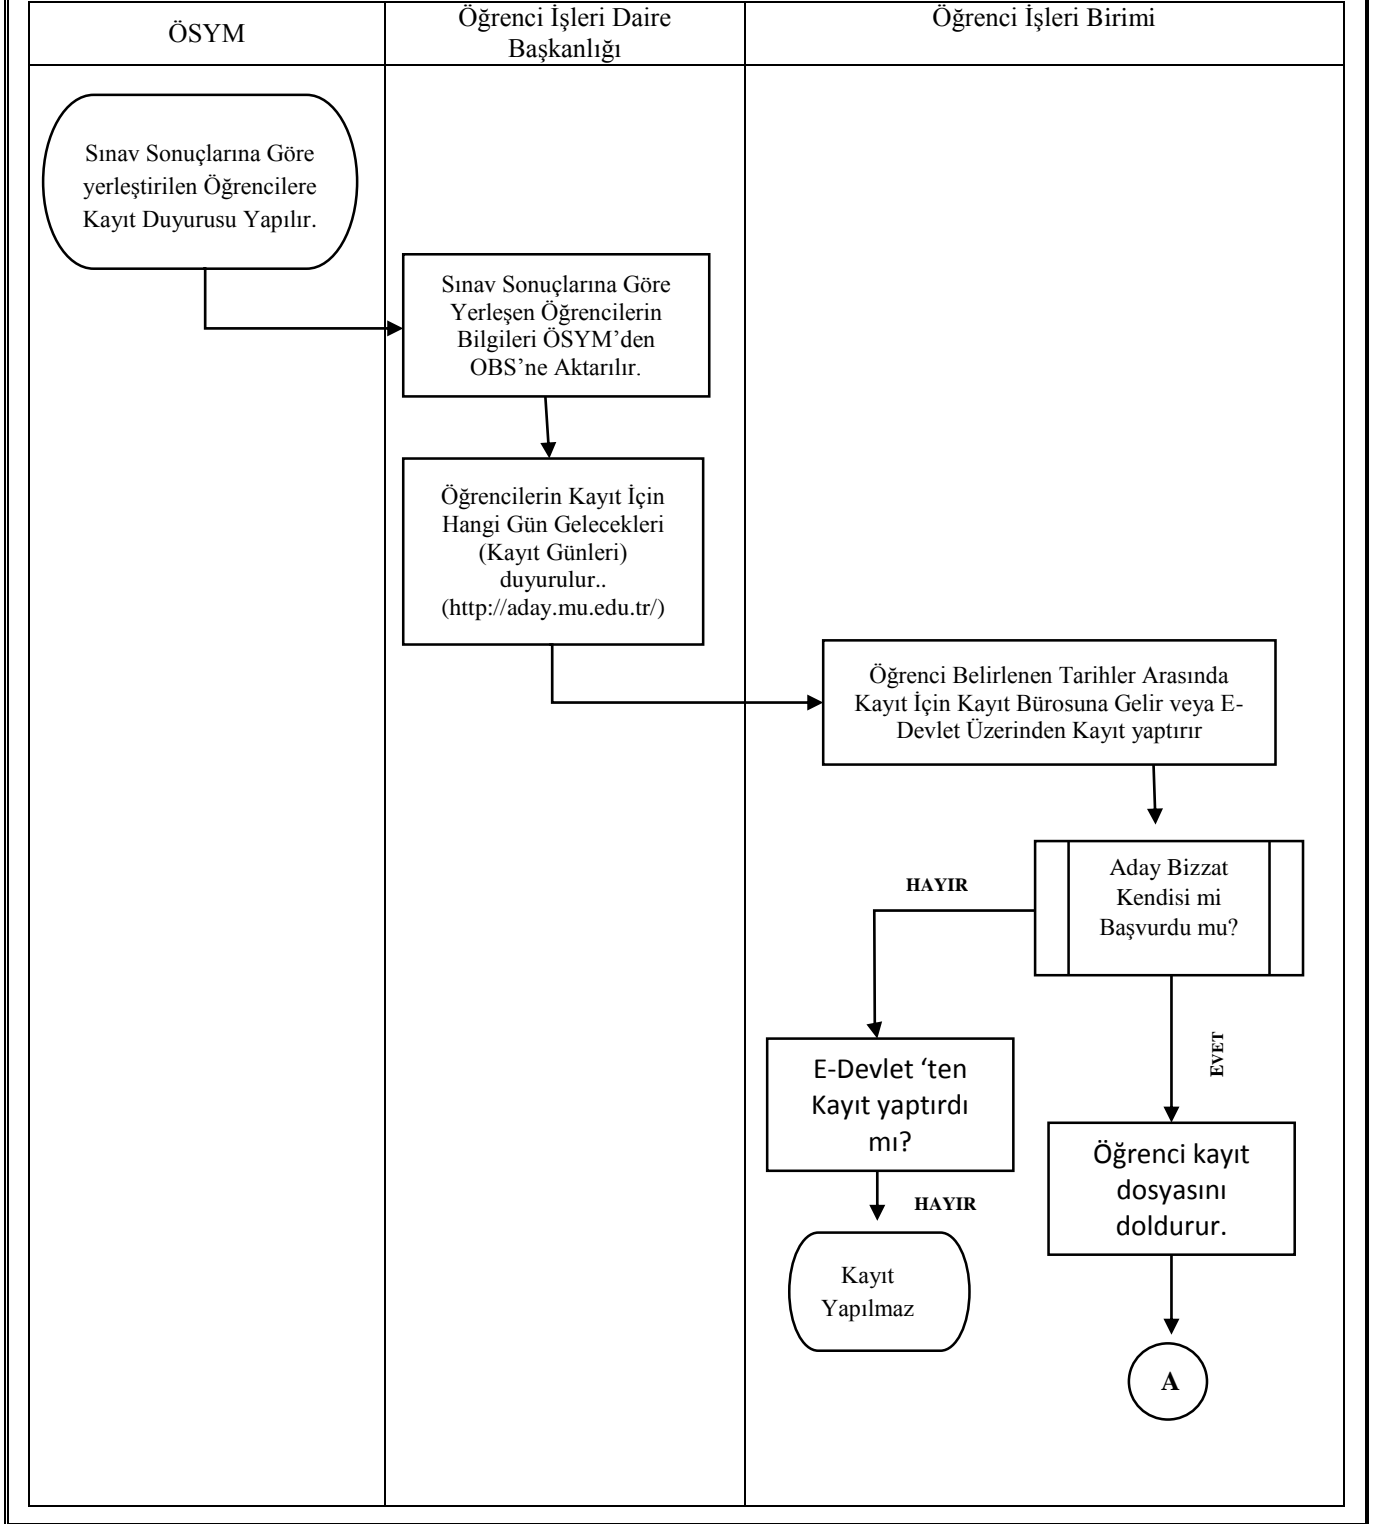 ÖSYM
Öğrenci İşleri Daire
Başkanlığı
Öğrenci İşleri Birimi
Sınav Sonuçlarına Göre
yerleştirilen Öğrencilere
Kayıt Duyurusu Yapılır.
Sınav Sonuçlarına Göre
Yerleşen Öğrencilerin
Bilgileri ÖSYM’den
OBS’ne Aktarılır.
Öğrencilerin Kayıt İçin
Hangi Gün Gelecekleri
(Kayıt Günleri)
duyurulur..
(http://aday.mu.edu.tr/)
Öğrenci Belirlenen Tarihler Arasında
Kayıt İçin Kayıt Bürosuna Gelir veya E-
Devlet Üzerinden Kayıt yaptırır
Aday Bizzat
Kendisi mi
Başvurdu mu?
HAYIR
EVET
E-Devlet ‘ten
Kayıt yaptırdı
mı?
Öğrenci kayıt
dosyasını
doldurur.
HAYIR
Kayıt
Yapılmaz
A